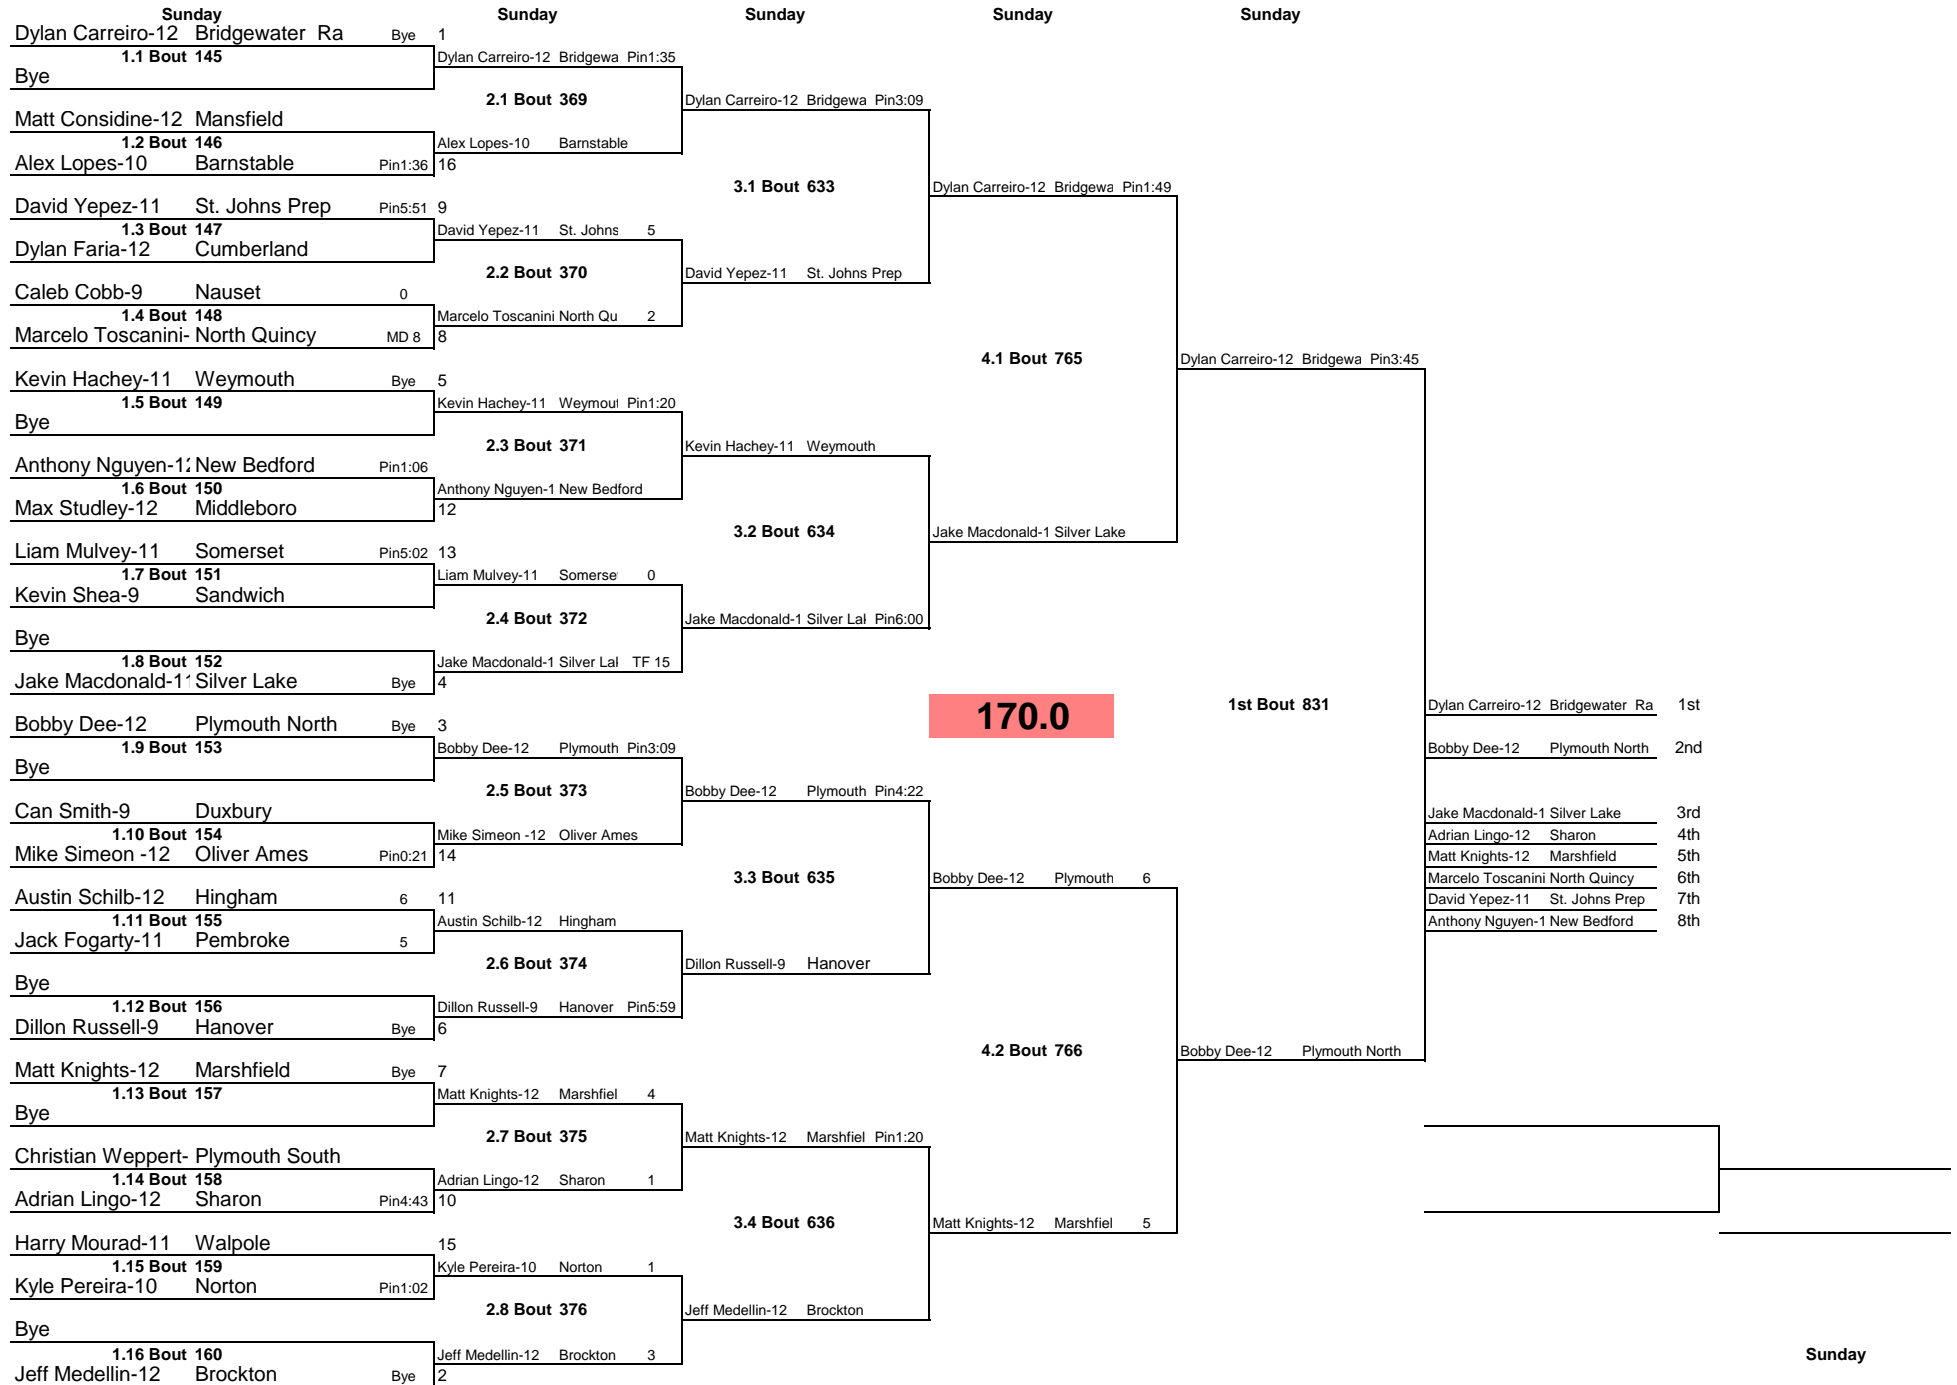 Sunday Sunday Sunday Sunday Sunday
Dylan Carreiro-12 Bridgewater Ra Bye 1
1.1 Bout 145 Dylan Carreiro-12 Bridgewa Pin1:35
Bye
2.1 Bout 369 Dylan Carreiro-12 Bridgewa Pin3:09
Matt Considine-12 Mansfield
1.2 Bout 146 Alex Lopes-10 Barnstable
Alex Lopes-10 Barnstable Pin1:36 16
3.1 Bout 633 Dylan Carreiro-12 Bridgewa Pin1:49
David Yepez-11 St. Johns Prep Pin5:51 9
1.3 Bout 147 David Yepez-11 St. Johns 5
Dylan Faria-12 Cumberland
2.2 Bout 370 David Yepez-11 St. Johns Prep
Caleb Cobb-9 Nauset 0
1.4 Bout 148 Marcelo Toscanini North Qu 2
Marcelo Toscanini- North Quincy MD 8 8
4.1 Bout 765 Dylan Carreiro-12 Bridgewa Pin3:45
Kevin Hachey-11 Weymouth Bye 5
1.5 Bout 149 Kevin Hachey-11 Weymout Pin1:20
Bye
2.3 Bout 371 Kevin Hachey-11 Weymouth
Anthony Nguyen-12 New Bedford Pin1:06
1.6 Bout 150 Anthony Nguyen-1 New Bedford
Max Studley-12 Middleboro 12
3.2 Bout 634 Jake Macdonald-1 Silver Lake
Liam Mulvey-11 Somerset Pin5:02 13
1.7 Bout 151 Liam Mulvey-11 Somerse 0
Kevin Shea-9 Sandwich
2.4 Bout 372 Jake Macdonald-1 Silver Lak Pin6:00
Bye
1.8 Bout 152 Jake Macdonald-1 Silver Lak TF 15
Jake Macdonald-11 Silver Lake Bye 4
170.0 1st Bout 831 Dylan Carreiro-12 Bridgewater Ra 1st
Bobby Dee-12 Plymouth North Bye 3
1.9 Bout 153 Bobby Dee-12 Plymouth Pin3:09 Bobby Dee-12 Plymouth North 2nd
Bye
2.5 Bout 373 Bobby Dee-12 Plymouth Pin4:22
Can Smith-9 Duxbury Jake Macdonald-1 Silver Lake 3rd
1.10 Bout 154 Mike Simeon -12 Oliver Ames Adrian Lingo-12 Sharon 4th
Mike Simeon -12 Oliver Ames Pin0:21 14 Matt Knights-12 Marshfield 5th
3.3 Bout 635 Bobby Dee-12 Plymouth 6 Marcelo Toscanini North Quincy 6th
Austin Schilb-12 Hingham 6 11 David Yepez-11 St. Johns Prep 7th
1.11 Bout 155 Austin Schilb-12 Hingham Anthony Nguyen-1 New Bedford 8th
Jack Fogarty-11 Pembroke 5
2.6 Bout 374 Dillon Russell-9 Hanover
Bye
1.12 Bout 156 Dillon Russell-9 Hanover Pin5:59
Dillon Russell-9 Hanover Bye 6
4.2 Bout 766 Bobby Dee-12 Plymouth North
Matt Knights-12 Marshfield Bye 7
1.13 Bout 157 Matt Knights-12 Marshfiel 4
Bye
2.7 Bout 375 Matt Knights-12 Marshfiel Pin1:20
Christian Weppert- Plymouth South
1.14 Bout 158 Adrian Lingo-12 Sharon 1
Adrian Lingo-12 Sharon Pin4:43 10
3.4 Bout 636 Matt Knights-12 Marshfiel 5
Harry Mourad-11 Walpole 15
1.15 Bout 159 Kyle Pereira-10 Norton 1
Kyle Pereira-10 Norton Pin1:02
2.8 Bout 376 Jeff Medellin-12 Brockton
Bye
1.16 Bout 160 Jeff Medellin-12 Brockton 3 Sunday
Jeff Medellin-12 Brockton Bye 2